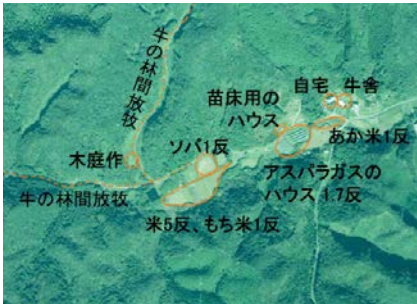 牛の林間放牧
自宅 牛舎
苗床用の
ハウス
あか米1反
ソバ1反
木庭作
アスパラガスの
ハウス 1.7反
牛の林間放牧
米5反、もち米1反